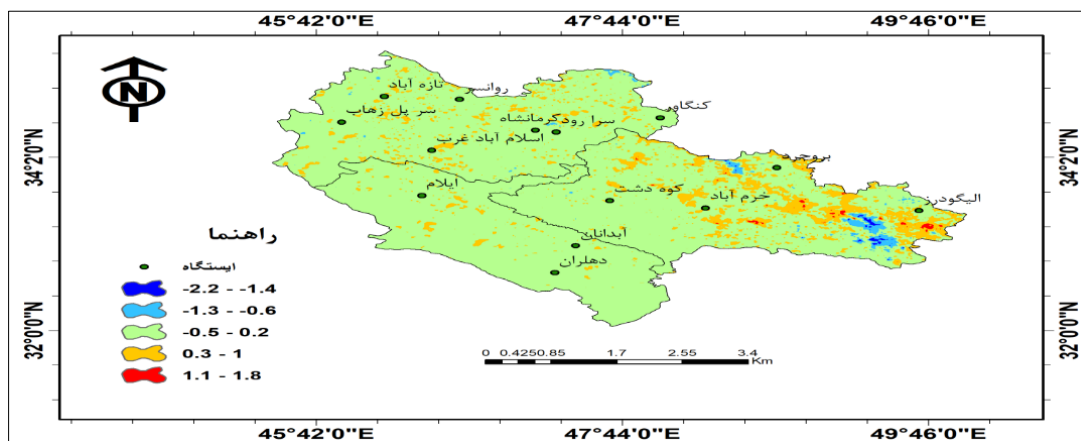 45°42'0"E 47°44'0"E 49°46'0"E
N
تازه آباد
روانسر
سر پل زهاب
سرا رود
کرمانشاه
کنگاور
اسلام آباد غرب
34°2'0"N 34°2'0"N
بروجرد
ایلام
کوه دشت
خرم آباد
الیگودرز
آبدانان
دهلران
راهنما
ایستگاه
-2.2 - -1.4
-1.3 - -0.6
-0.5 - 0.2
0.3 - 1
1.1 - 1.8
32°0'0"N 32°0'0"N
0 0.425 0.85 1.7 2.55 3.4
Km
45°42'0"E 47°44'0"E 49°46'0"E